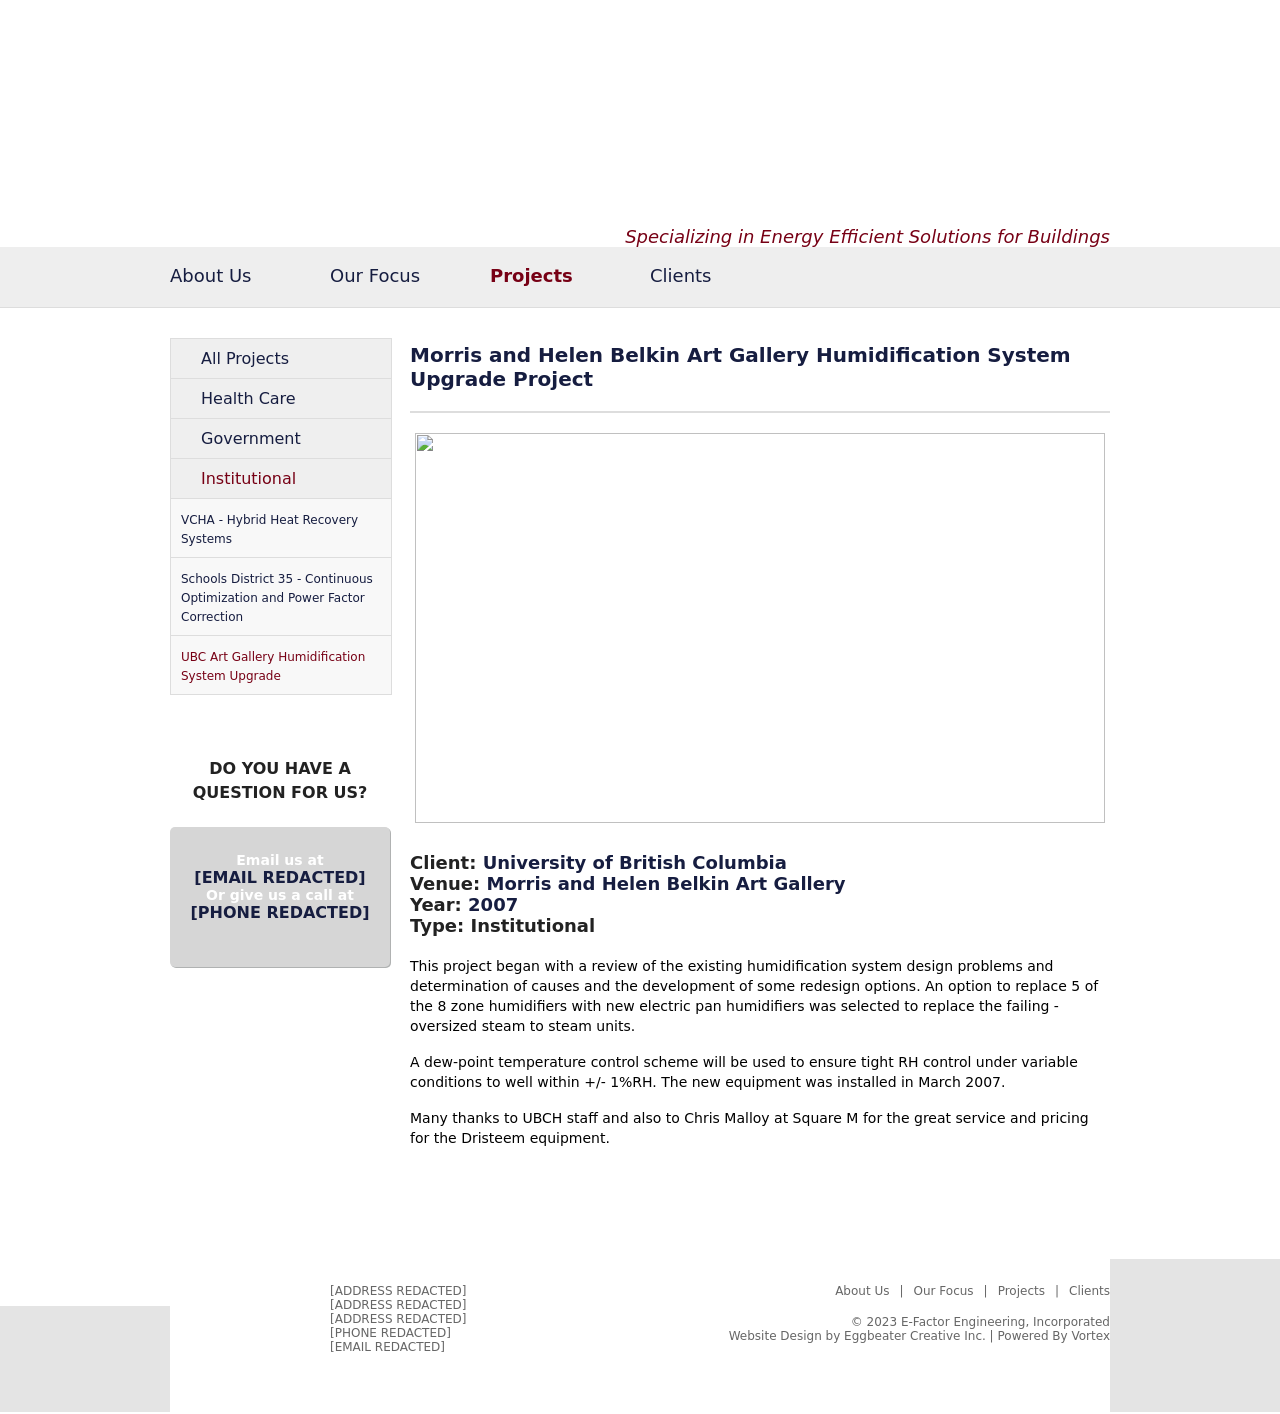 Specializing in Energy Efficient Solutions for Buildings
About Us
Our Focus
Projects
Clients
All Projects
Health Care
Government
Institutional
VCHA - Hybrid Heat Recovery
Systems
Schools District 35 - Continuous
Optimization and Power Factor
Correction
UBC Art Gallery Humidification
System Upgrade
DO YOU HAVE A
QUESTION FOR US?
Email us at
[EMAIL REDACTED]
Or give us a call at
[PHONE REDACTED]
Morris and Helen Belkin Art Gallery Humidification System
Upgrade Project
Client: University of British Columbia
Venue: Morris and Helen Belkin Art Gallery
Year: 2007
Type: Institutional
This project began with a review of the existing humidification system design problems and
determination of causes and the development of some redesign options. An option to replace 5 of
the 8 zone humidifiers with new electric pan humidifiers was selected to replace the failing -
oversized steam to steam units.
A dew-point temperature control scheme will be used to ensure tight RH control under variable
conditions to well within +/- 1%RH. The new equipment was installed in March 2007.
Many thanks to UBCH staff and also to Chris Malloy at Square M for the great service and pricing
for the Dristeem equipment.
[ADDRESS REDACTED]
[ADDRESS REDACTED]
[ADDRESS REDACTED]
[PHONE REDACTED]
[EMAIL REDACTED]
About Us | Our Focus | Projects | Clients
© 2023 E-Factor Engineering, Incorporated
Website Design by Eggbeater Creative Inc. | Powered By Vortex